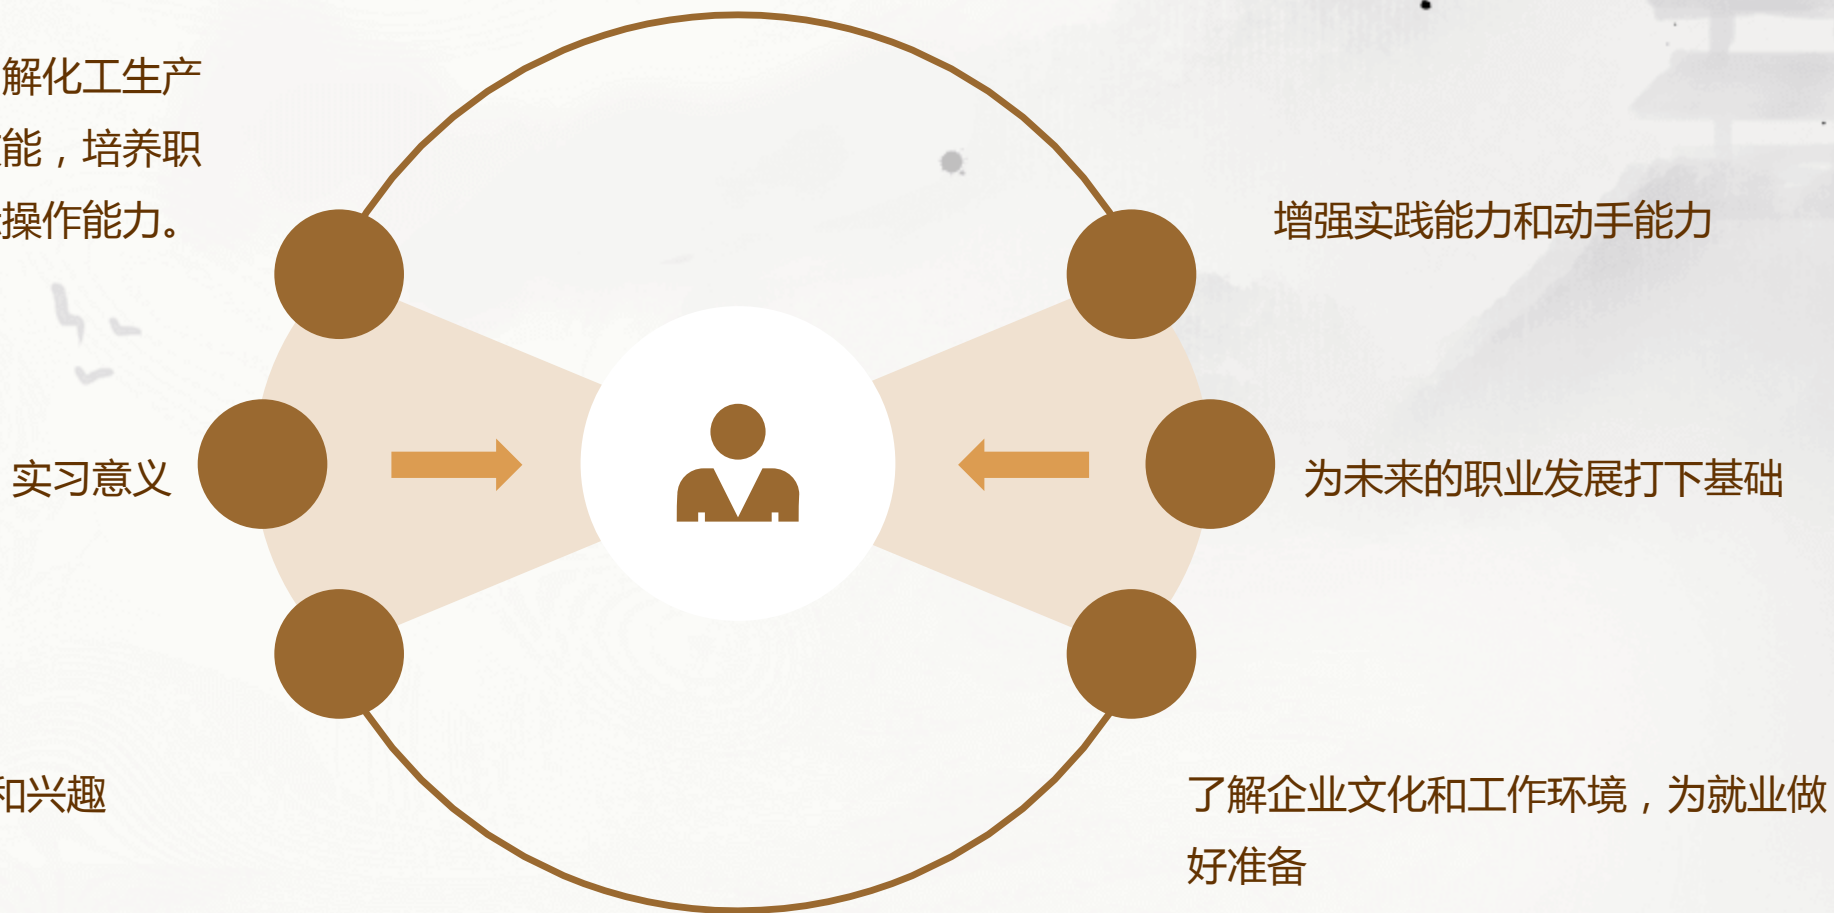 解化工生产
能，培养职
操作能力。
实习意义
和兴趣
增强实践能力和动手能力
为未来的职业发展打下基础
了解企业文化和工作环境，为就业做
好准备